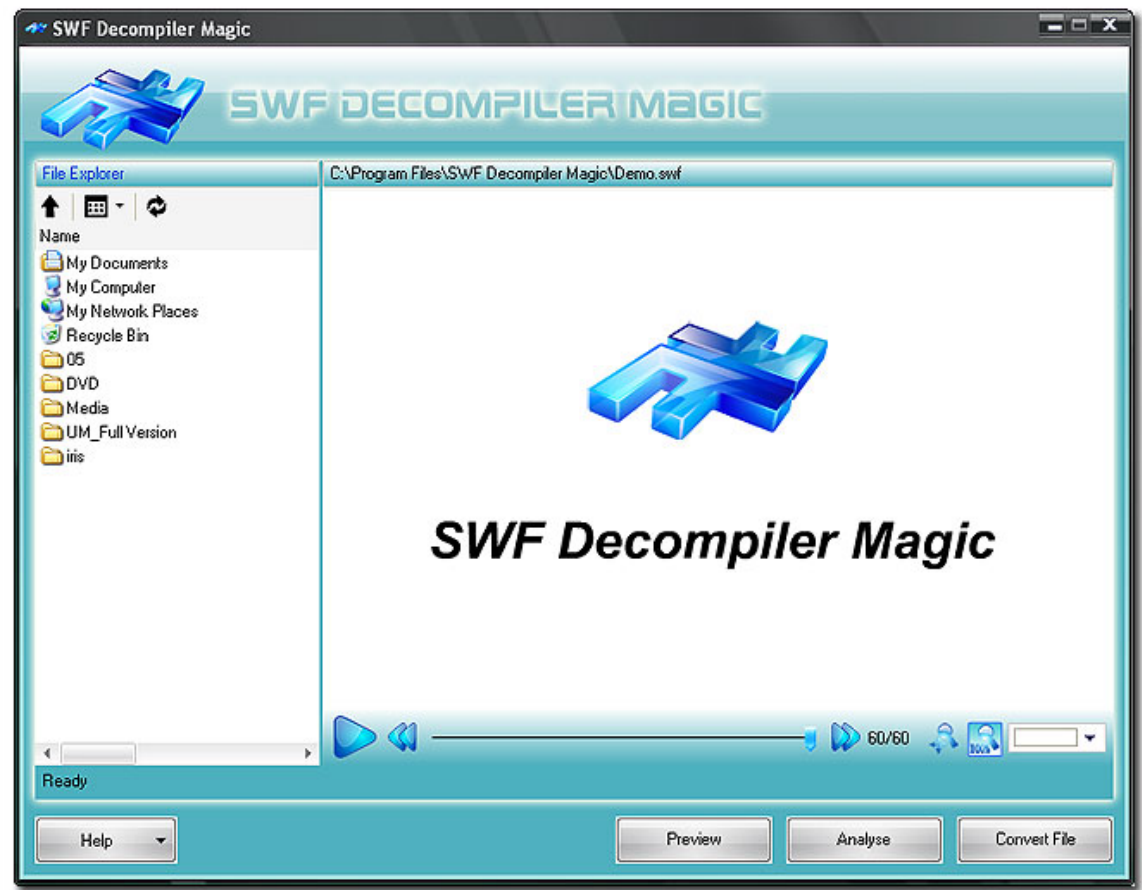 SWF Decompiler Magic
SWF DECOMPILER MAGIC
File Explorer
C:\Program Files\SWF Decompiler Magic\Demo.swf
Name
My Documents
My Computer
My Network Places
Recycle Bin
05
DVD
Media
UM_Full Version
iris
SWF Decompiler Magic
60/60
100%
Ready
Help
Preview
Analyse
Convert File